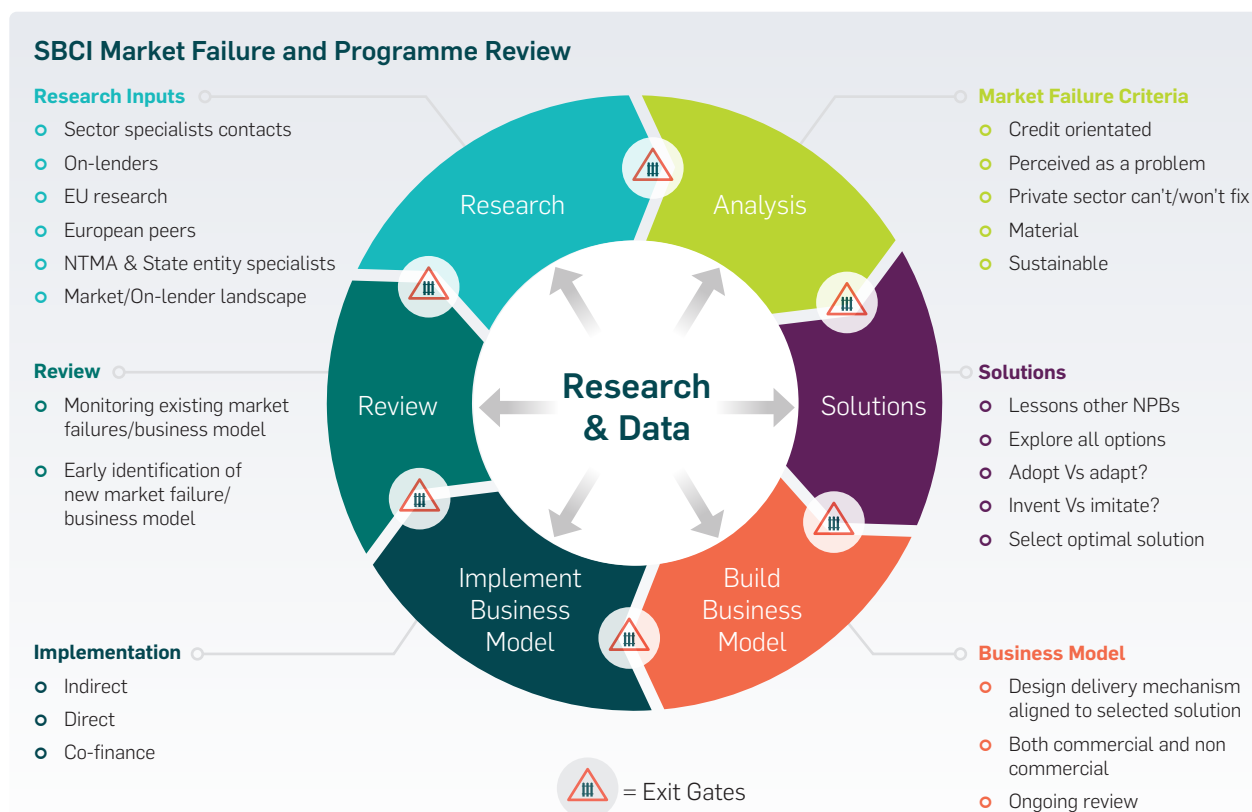 SBCI Market Failure and Programme Review
Research Inputs
Sector specialists contacts
On-lenders
EU research
European peers
NTMA & State entity specialists
Market/On-lender landscape
Review
Monitoring existing market
failures/business model
Early identification of
new market failure/
business model
Implementation
Indirect
Direct
Co-finance
Research
Analysis
Review
Research
& Data
Solutions
Implement
Business
Model
Build
Business
Model
= Exit Gates
Market Failure Criteria
Credit orientated
Perceived as a problem
Private sector can't/won't fix
Material
Sustainable
Solutions
Lessons other NPBs
Explore all options
Adopt Vs adapt?
Invent Vs imitate?
Select optimal solution
Business Model
Design delivery mechanism
aligned to selected solution
Both commercial and non
commercial
Ongoing review